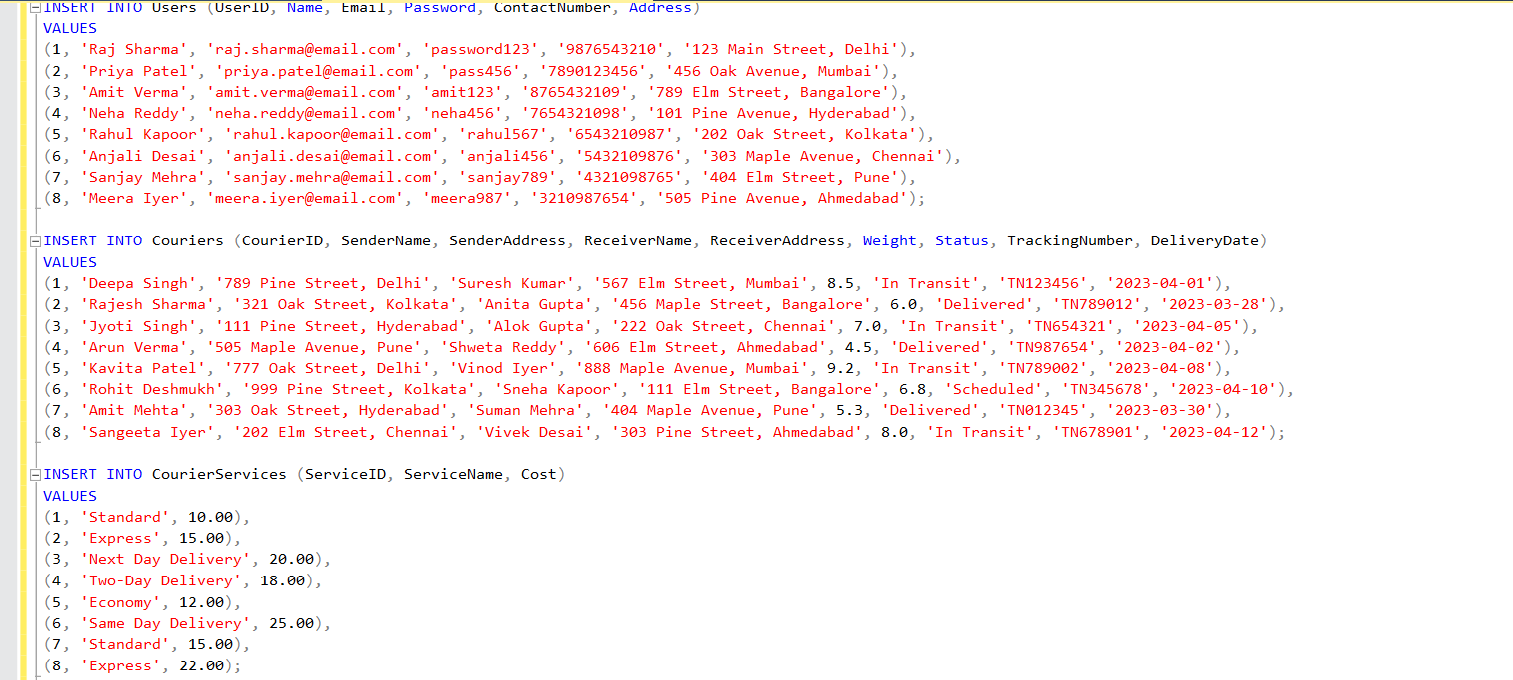 INSERT INTO Users (UserID, Name, Email, Password, ContactNumber, Address)
VALUES
(1, 'Raj Sharma', 'raj.sharma@email.com', 'password123', '9876543210', '123 Main Street, Delhi'),
(2, 'Priya Patel', 'priya.patel@email.com', 'pass456', '7890123456', '456 Oak Avenue, Mumbai'),
(3, 'Amit Verma', 'amit.verma@email.com', 'amit123', '8765432109', '789 Elm Street, Bangalore'),
(4, 'Neha Reddy', 'neha.reddy@email.com', 'neha456', '7654321098', '101 Pine Avenue, Hyderabad'),
(5, 'Rahul Kapoor', 'rahul.kapoor@email.com', 'rahul567', '6543210987', '202 Oak Street, Kolkata'),
(6, 'Anjali Desai', 'anjali.desai@email.com', 'anjali456', '5432109876', '303 Maple Avenue, Chennai'),
(7, 'Sanjay Mehra', 'sanjay.mehra@email.com', 'sanjay789', '4321098765', '404 Elm Street, Pune'),
(8, 'Meera Iyer', 'meera.iyer@email.com', 'meera987', '3210987654', '505 Pine Avenue, Ahmedabad');
INSERT INTO Couriers (CourierID, SenderName, SenderAddress, ReceiverName, ReceiverAddress, Weight, Status, TrackingNumber, DeliveryDate)
VALUES
(1, 'Deepa Singh', '789 Pine Street, Delhi', 'Suresh Kumar', '567 Elm Street, Mumbai', 8.5, 'In Transit', 'TN123456', '2023-04-01'),
(2, 'Rajesh Sharma', '321 Oak Street, Kolkata', 'Anita Gupta', '456 Maple Street, Bangalore', 6.0, 'Delivered', 'TN789012', '2023-03-28'),
(3, 'Jyoti Singh', '111 Pine Street, Hyderabad', 'Alok Gupta', '222 Oak Street, Chennai', 7.0, 'In Transit', 'TN654321', '2023-04-05'),
(4, 'Arun Verma', '505 Maple Avenue, Pune', 'Shweta Reddy', '606 Elm Street, Ahmedabad', 4.5, 'Delivered', 'TN987654', '2023-04-02'),
(5, 'Kavita Patel', '777 Oak Street, Delhi', 'Vinod Iyer', '888 Maple Avenue, Mumbai', 9.2, 'In Transit', 'TN789002', '2023-04-08'),
(6, 'Rohit Deshmukh', '999 Pine Street, Kolkata', 'Sneha Kapoor', '111 Elm Street, Bangalore', 6.8, 'Scheduled', 'TN345678', '2023-04-10'),
(7, 'Amit Mehta', '303 Oak Street, Hyderabad', 'Suman Mehra', '404 Maple Avenue, Pune', 5.3, 'Delivered', 'TN012345', '2023-03-30'),
(8, 'Sangeeta Iyer', '202 Elm Street, Chennai', 'Vivek Desai', '303 Pine Street, Ahmedabad', 8.0, 'In Transit', 'TN678901', '2023-04-12');
INSERT INTO CourierServices (ServiceID, ServiceName, Cost)
VALUES
(1, 'Standard', 10.00),
(2, 'Express', 15.00),
(3, 'Next Day Delivery', 20.00),
(4, 'Two-Day Delivery', 18.00),
(5, 'Economy', 12.00),
(6, 'Same Day Delivery', 25.00),
(7, 'Standard', 15.00),
(8, 'Express', 22.00);